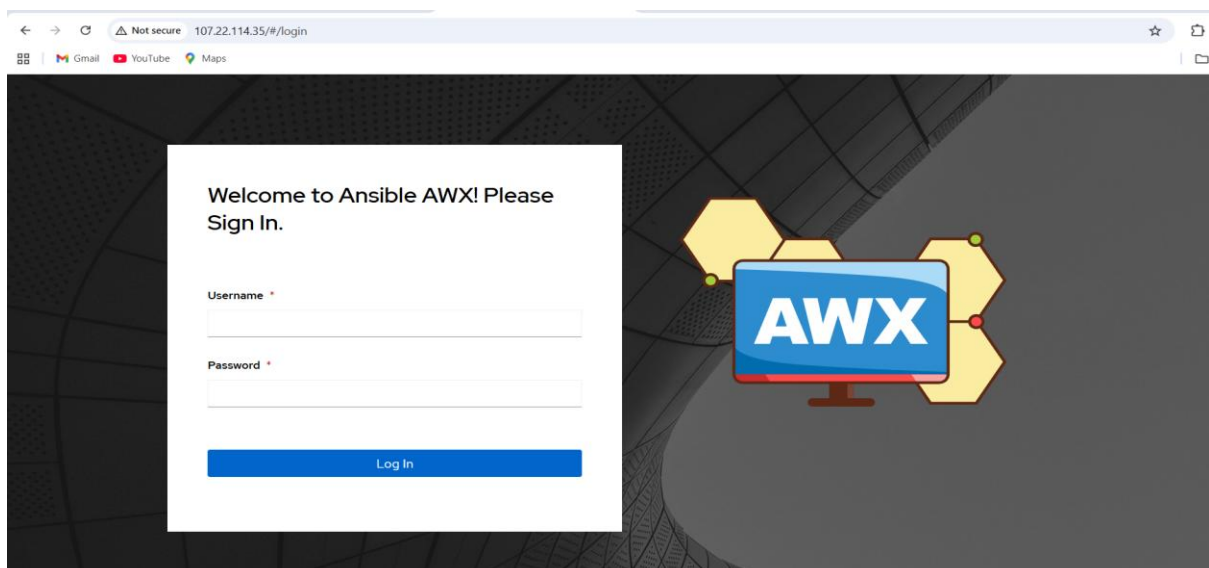 Not secure 107.22.114.35/#/login
Gmail YouTube Maps
Welcome to Ansible AWX! Please
Sign In.
Username *
Password *
Log In
AWX